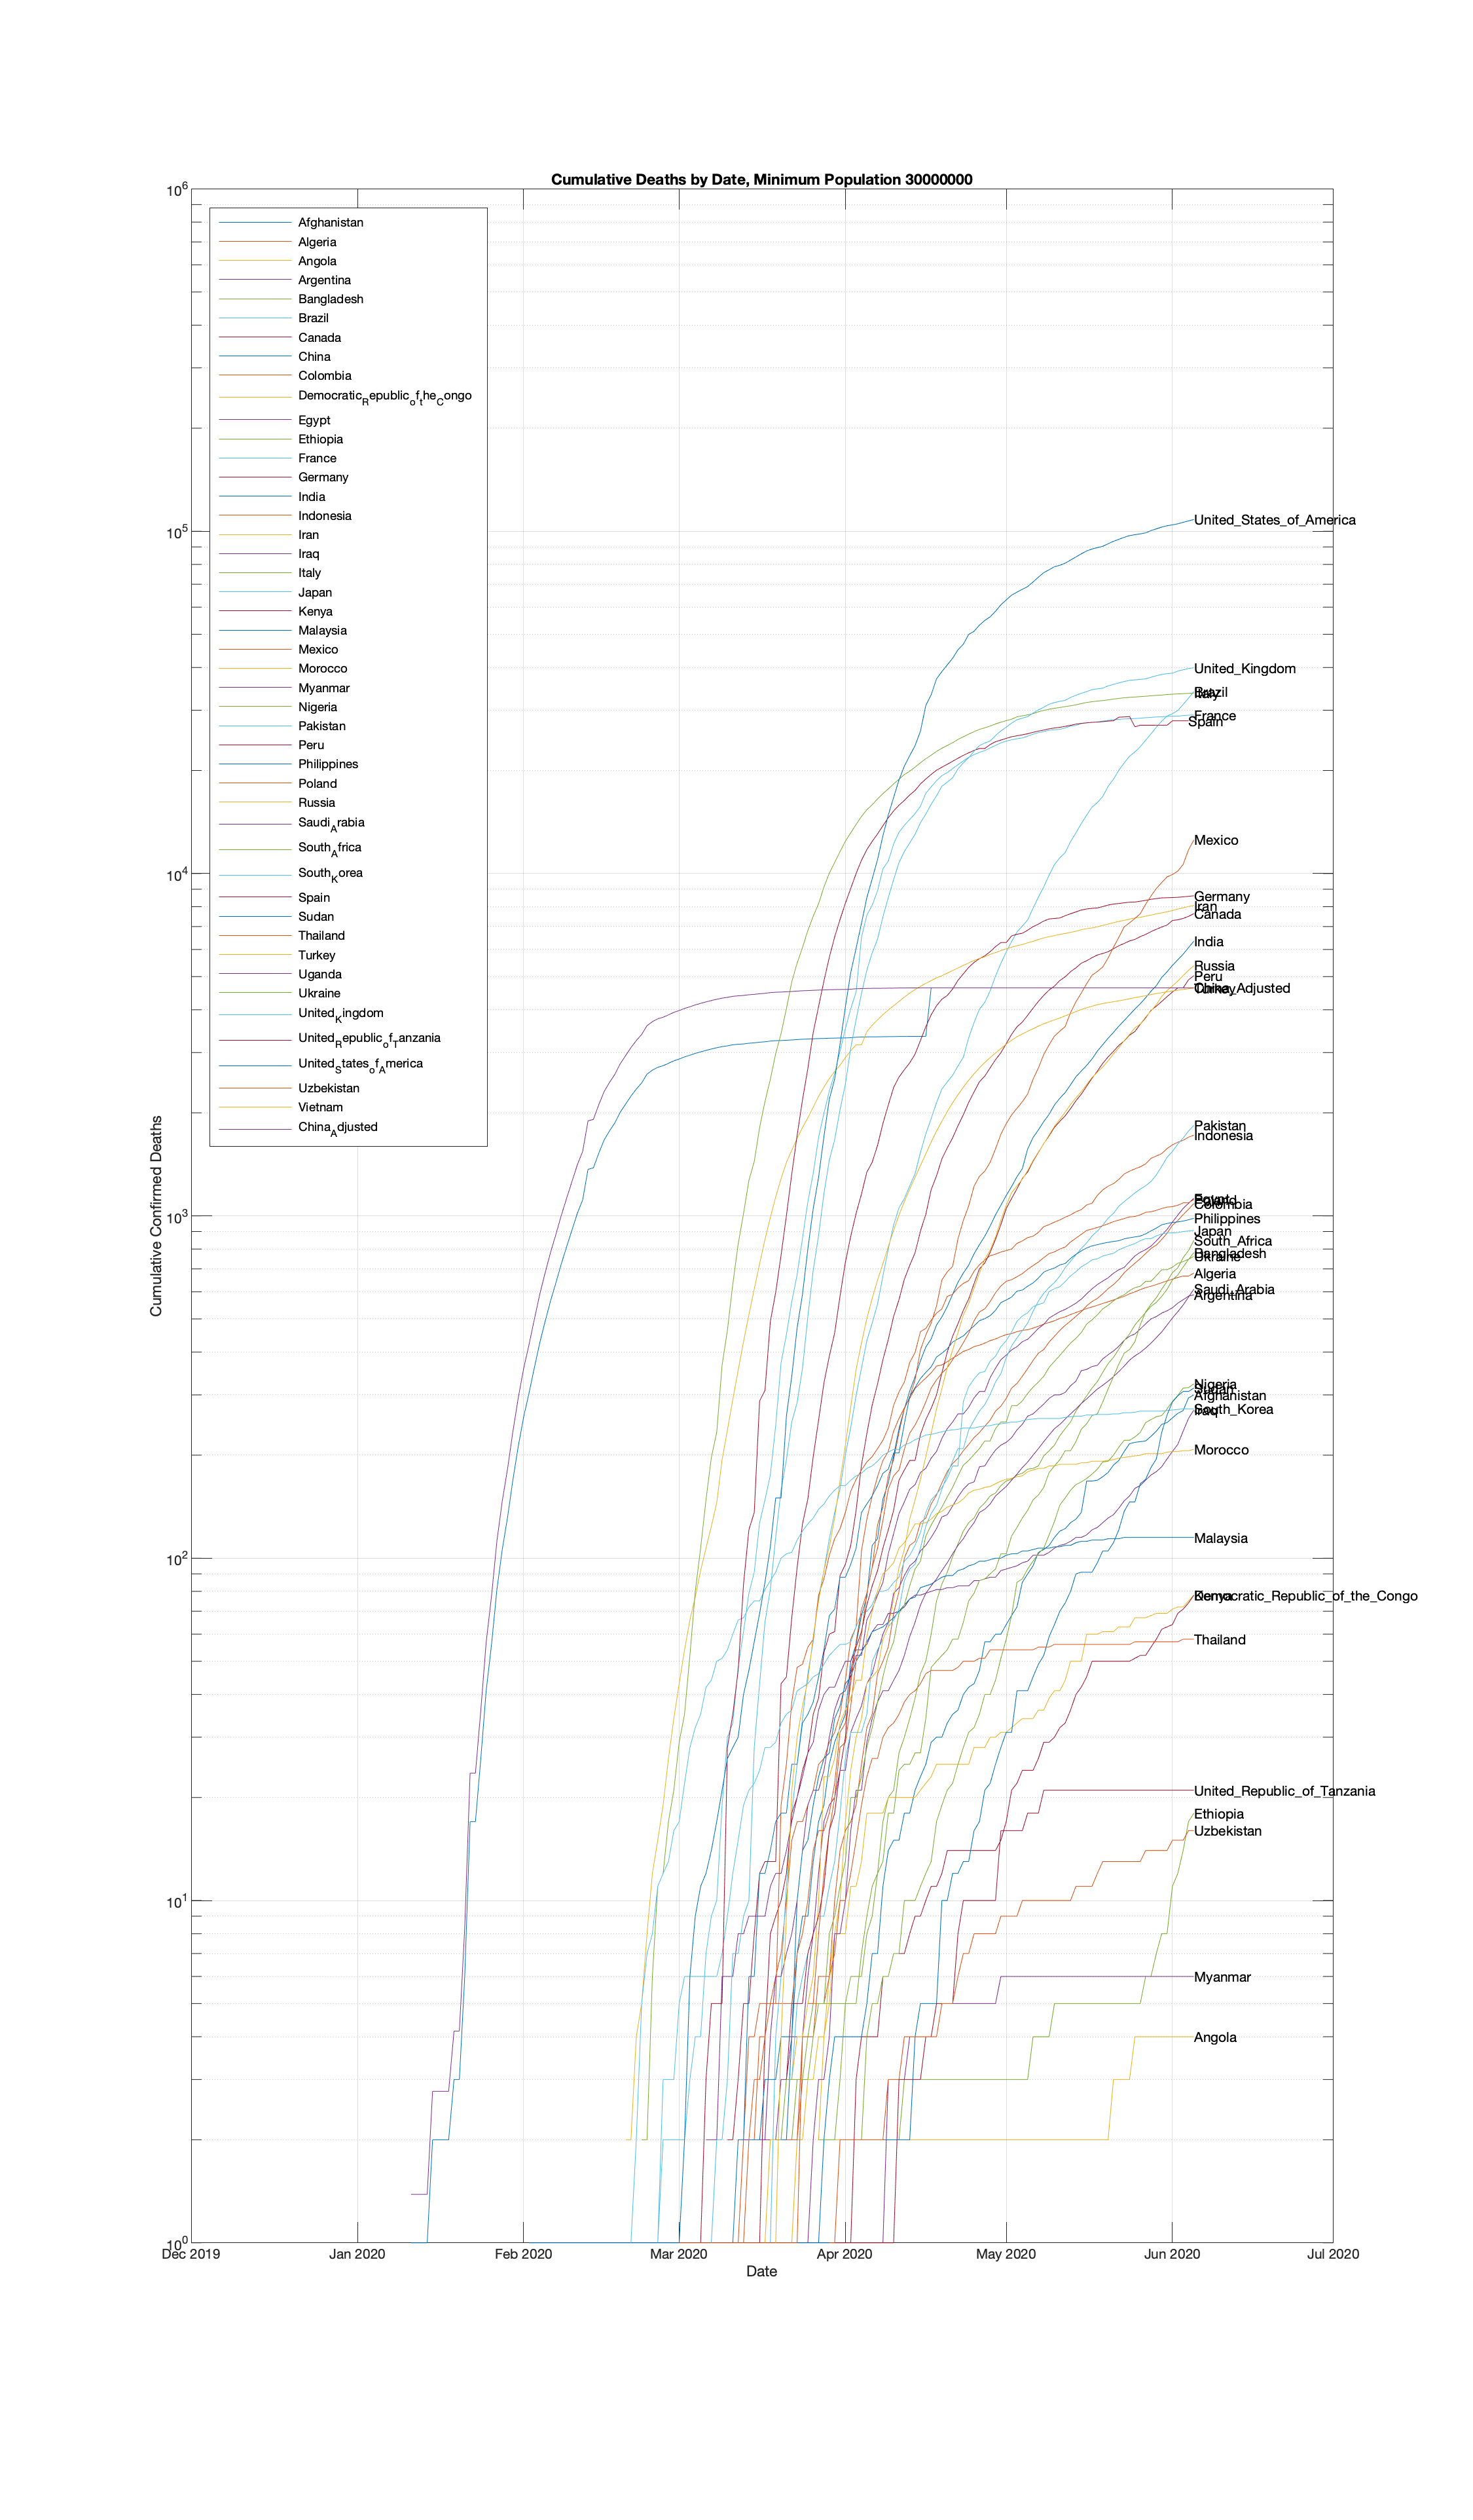 Cumulative Deaths by Date, Minimum Population 30000000
10^6
10^5
10^4
10^3
10^2
10^1
10^0
Cumulative Confirmed Deaths
Afghanistan
Algeria
Angola
Argentina
Bangladesh
Brazil
Canada
China
Colombia
Democratic_Republic_of_the_Congo
Egypt
Ethiopia
France
Germany
India
Indonesia
Iran
Iraq
Italy
Japan
Kenya
Malaysia
Mexico
Morocco
Myanmar
Nigeria
Pakistan
Peru
Philippines
Poland
Russia
Saudi_Arabia
South_Africa
South_Korea
Spain
Sudan
Thailand
Turkey
Uganda
Ukraine
United_Kingdom
United_Republic_of_Tanzania
United_States_of_America
Uzbekistan
Vietnam
China_Adjusted
United_States_of_America
United_Kingdom
Brazil
Italy
France
Spain
Mexico
Germany
Iran
Canada
India
Russia
Peru
China_Adjusted
Turkey
Pakistan
Indonesia
Egypt
Poland
Colombia
Philippines
Japan
South_Africa
Bangladesh
Ukraine
Algeria
Saudi_Arabia
Argentina
Nigeria
Sudan
Afghanistan
South_Korea
Iraq
Morocco
Malaysia
Democratic_Republic_of_the_Congo
Kenya
Thailand
United_Republic_of_Tanzania
Ethiopia
Uzbekistan
Myanmar
Angola
Dec 2019
Jan 2020
Feb 2020
Mar 2020
Apr 2020
May 2020
Jun 2020
Jul 2020
Date